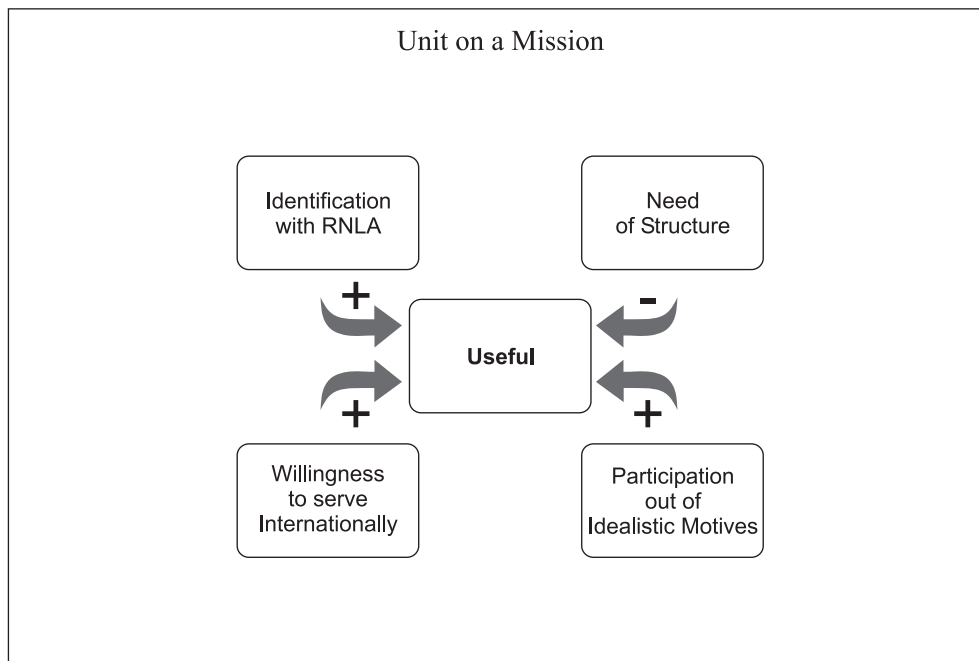 Unit on a Mission
Identification
with RNLA
Need
of Structure
+
-
Useful
+
+
Willingness
to serve
Internationally
Participation
out of
Idealistic Motives